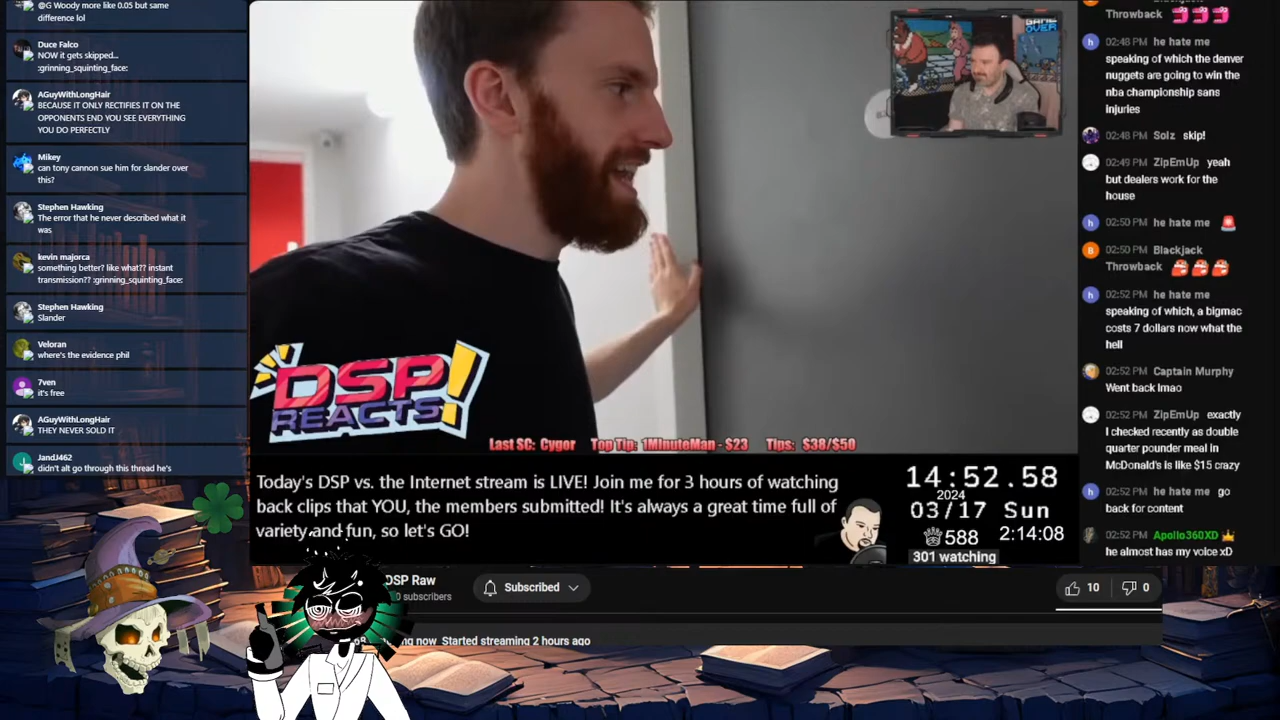 @G Woody more like 0.05 but same
difference lol
Duce Falco
NOW it gets skipped...
:grinning_squinting_face:
AGuyWithLongHair
BECAUSE IT ONLY RECTIFIES IT ON THE
OPPONENTS END YOU SEE EVERYTHING
YOU DO PERFECTLY
Mikey
can tony cannon sue him for slander over
this?
Stephen Hawking
The error that he never described what it
was
kevin majorca
something better? like what?? instant
transmission?? :grinning_squinting_face:
Stephen Hawking
Slander
Veloran
where's the evidence phil
7ven
it's free
AGuyWithLongHair
THEY NEVER SOLD IT
JandJ462
didn't alt go through this thread he's
GAME
OVER
DSP
REACTS!
Last SC: Cygor Top Tip: 1MinuteMan - $23 Tips: $38/$50
Today's DSP vs. the Internet stream is LIVE! Join me for 3 hours of watching
back clips that YOU, the members submitted! It's always a great time full of
variety and fun, so let's GO!
14:52.58
2024
03/17 Sun
588 2:14:08
301 watching
DSP Raw
0 subscribers
Subscribed
10
0
now Started streaming 2 hours ago
Throwback
02:48 PM he hate me
speaking of which the denver
nuggets are going to win the
nba championship sans
injuries
02:48 PM Solz skip!
02:49 PM ZipEmUp yeah
but dealers work for the
house
02:50 PM he hate me
02:50 PM Blackjack
Throwback
02:52 PM he hate me
speaking of which, a bigmac
costs 7 dollars now what the
hell
02:52 PM Captain Murphy
Went back lmao
02:52 PM ZipEmUp exactly
I checked recently as double
quarter pounder meal in
McDonald's is like $15 crazy
02:52 PM he hate me go
back for content
02:52 PM Apollo360XD
he almost has my voice xD